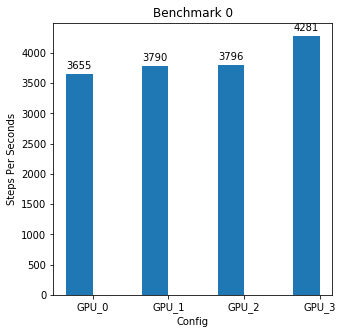 Benchmark 0
Steps Per Seconds
4000
3500
3000
2500
2000
1500
1000
500
0
3655
3790
3796
4281
GPU_0
GPU_1
GPU_2
GPU_3
Config